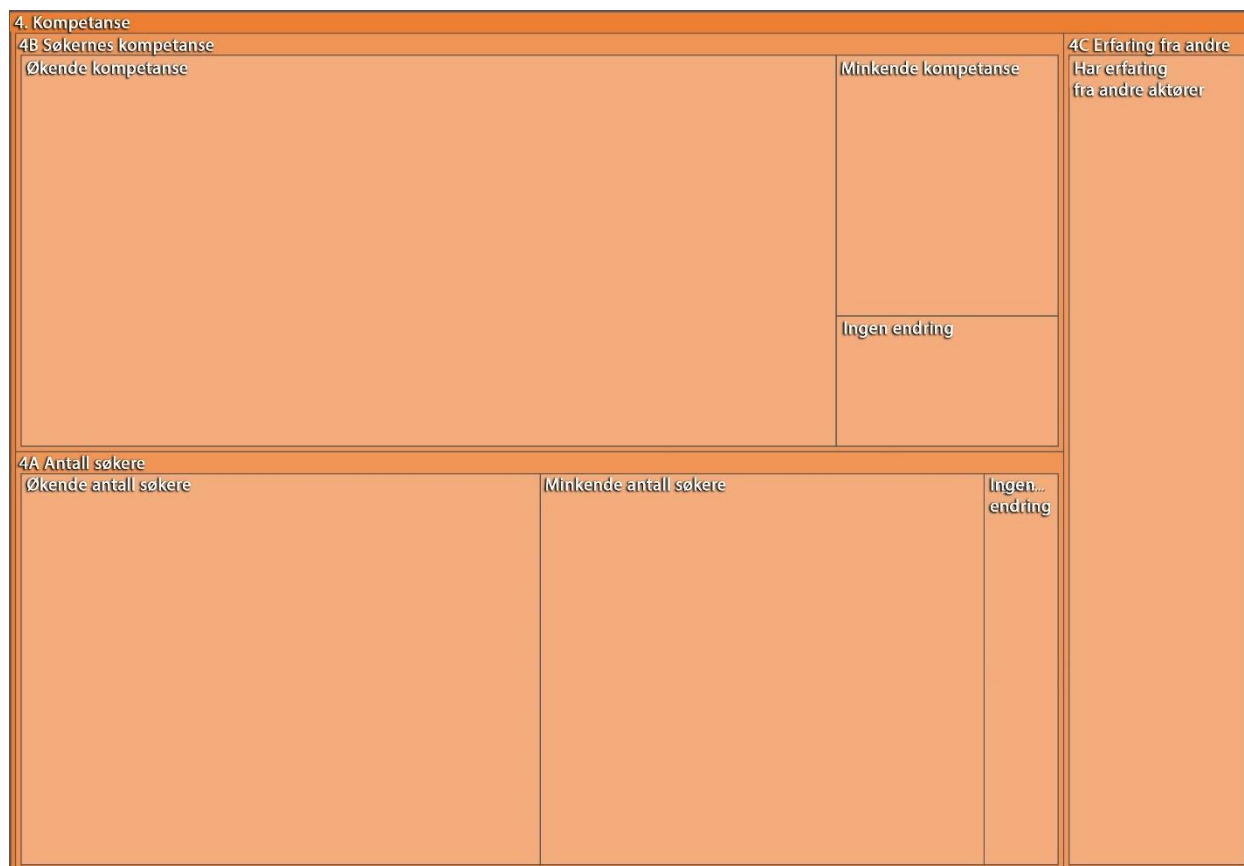 4. Kompetanse
4B Søkernes kompetanse
Økende kompetanse
Minkende kompetanse
Ingen endring
4A Antall søkere
Økende antall søkere
Minkende antall søkere
Ingen...
endring
4C Erfaring fra andre
Har erfaring
fra andre aktører